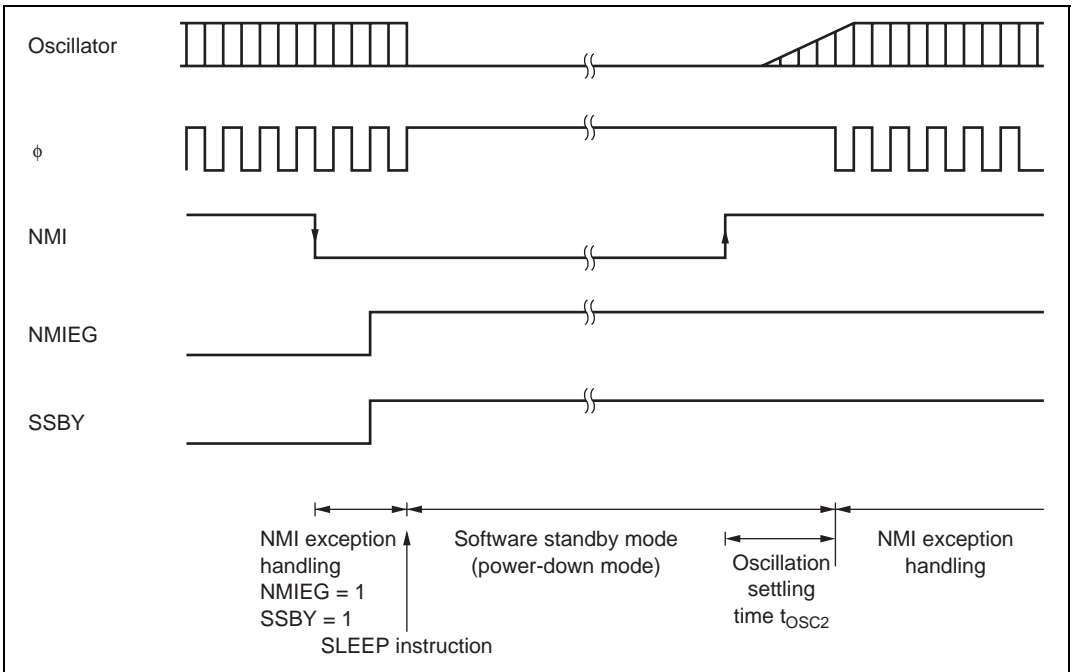 Oscillator
φ
NMI
NMIEG
SSBY
NMI exception
handling
NMIEG = 1
SSBY = 1
SLEEP instruction
Software standby mode
(power-down mode)
Oscillation
settling
time tOSC2
NMI exception
handling